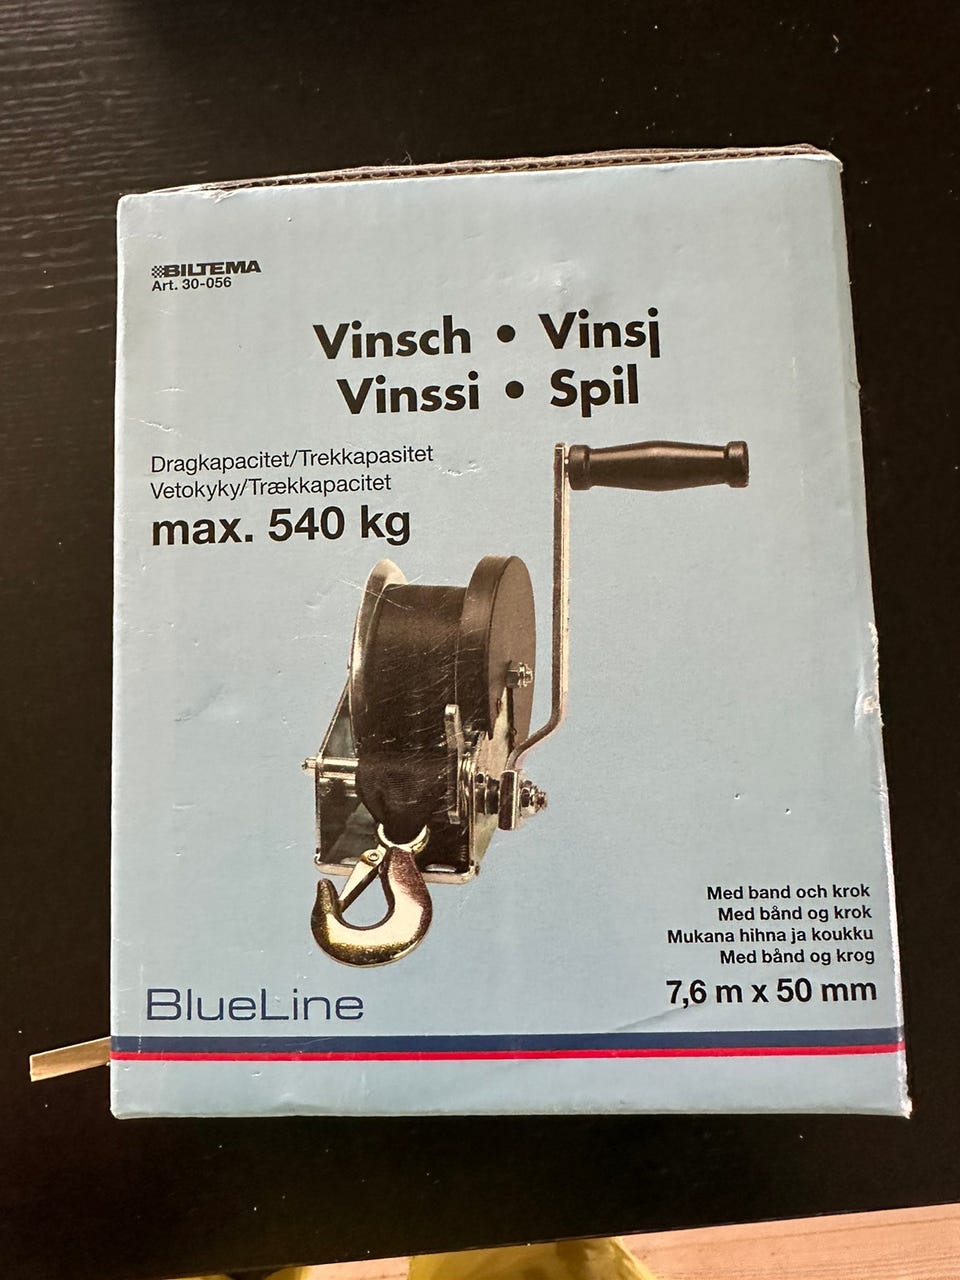 BILTEMA
Art. 30-056
Vinsch • Vinsj
Vinssi • Spil
Dragkapacitet/Trekkapasitet
Vetokyky/Trækkapacitet
max. 540 kg
Med band och krok
Med bånd og krok
Mukana hihna ja koukku
Med bånd og krog
7,6 m x 50 mm
BlueLine